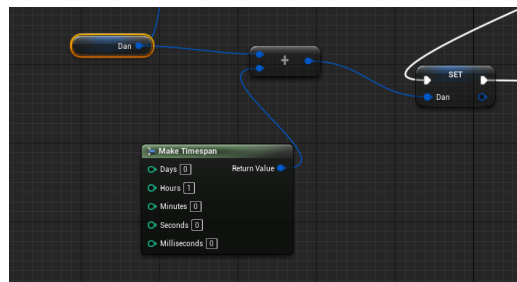 Dan
+
SET
Dan
Make Timespan
Days 0 Return Value
Hours 1
Minutes 0
Seconds 0
Milliseconds 0